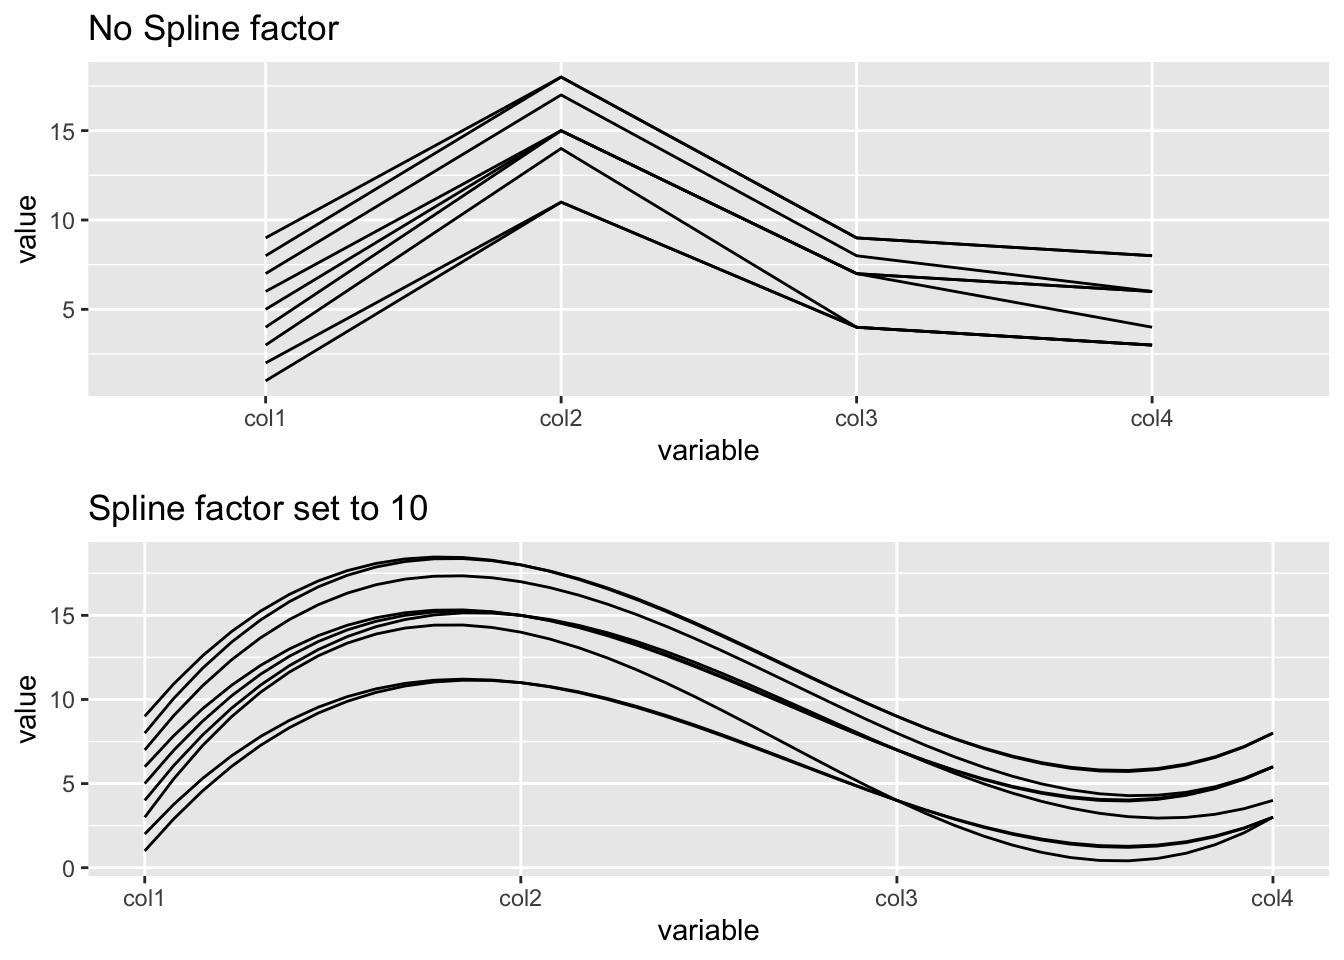 No Spline factor
15
10
5
value
col1 col2 col3 col4
variable
Spline factor set to 10
15
10
5
0
value
col1 col2 col3 col4
variable